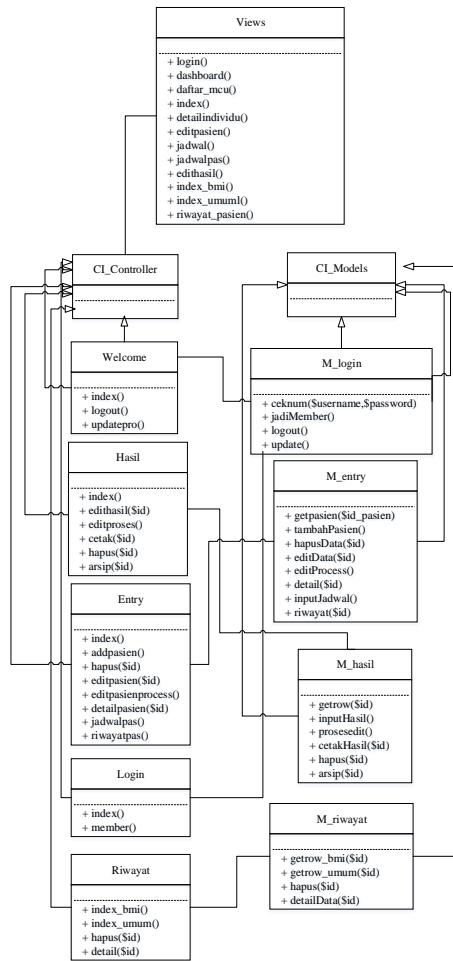 Views
+ login()
+ dashboard()
+ daftar_mcu()
+ index()
+ detailindividu()
+ editpasien()
+ jadwal()
+ jadwalpas()
+ edithasil()
+ index_bmi()
+ index_umuml()
+ riwayat_pasien()
CI_Controller
CI_Models
Welcome
+ index()
+ logout()
+ updatepro()
M_login
+ ceknum($username,$password)
+ jadiMember()
+ logout()
+ update()
Hasil
+ index()
+ edithasil($id)
+ editproses()
+ cetak($id)
+ hapus($id)
+ arsip($id)
M_entry
+ getpasien($id_pasien)
+ tambahPasien()
+ hapusData($id)
+ editData($id)
+ editProcess()
+ detail($id)
+ inputJadwal()
+ riwayat($id)
Entry
+ index()
+ addpasien()
+ hapus($id)
+ editpasien($id)
+ editpasienprocess()
+ detailpasien($id)
+ jadwalpas()
+ riwayatpas()
M_hasil
+ getrow($id)
+ inputHasil()
+ prosesedit()
+ cetakHasil($id)
+ hapus($id)
+ arsip($id)
Login
+ index()
+ member()
M_riwayat
+ getrow_bmi($id)
+ getrow_umum($id)
+ hapus($id)
+ detailData($id)
Riwayat
+ index_bmi()
+ index_umum()
+ hapus($id)
+ detail($id)